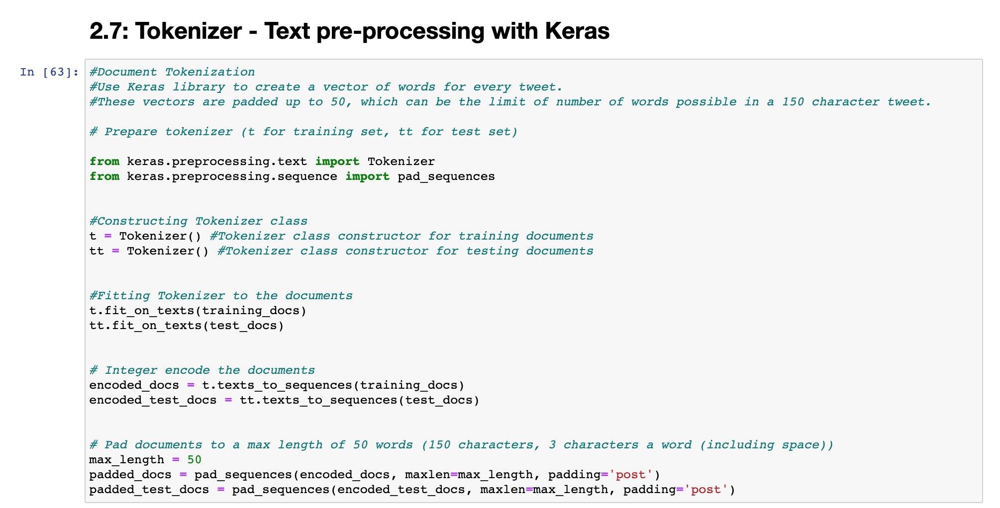 2.7: Tokenizer - Text pre-processing with Keras
In [63]:
#Document Tokenization
#Use Keras library to create a vector of words for every tweet.
#These vectors are padded up to 50, which can be the limit of number of words possible in a 150 character tweet.
# Prepare tokenizer (t for training set, tt for test set)
from keras.preprocessing.text import Tokenizer
from keras.preprocessing.sequence import pad_sequences
#Constructing Tokenizer class
t = Tokenizer() #Tokenizer class constructor for training documents
tt = Tokenizer() #Tokenizer class constructor for testing documents
#Fitting Tokenizer to the documents
t.fit_on_texts(training_docs)
tt.fit_on_texts(test_docs)
# Integer encode the documents
encoded_docs = t.texts_to_sequences(training_docs)
encoded_test_docs = tt.texts_to_sequences(test_docs)
# Pad documents to a max length of 50 words (150 characters, 3 characters a word (including space))
max_length = 50
padded_docs = pad_sequences(encoded_docs, maxlen=max_length, padding='post')
padded_test_docs = pad_sequences(encoded_test_docs, maxlen=max_length, padding='post')